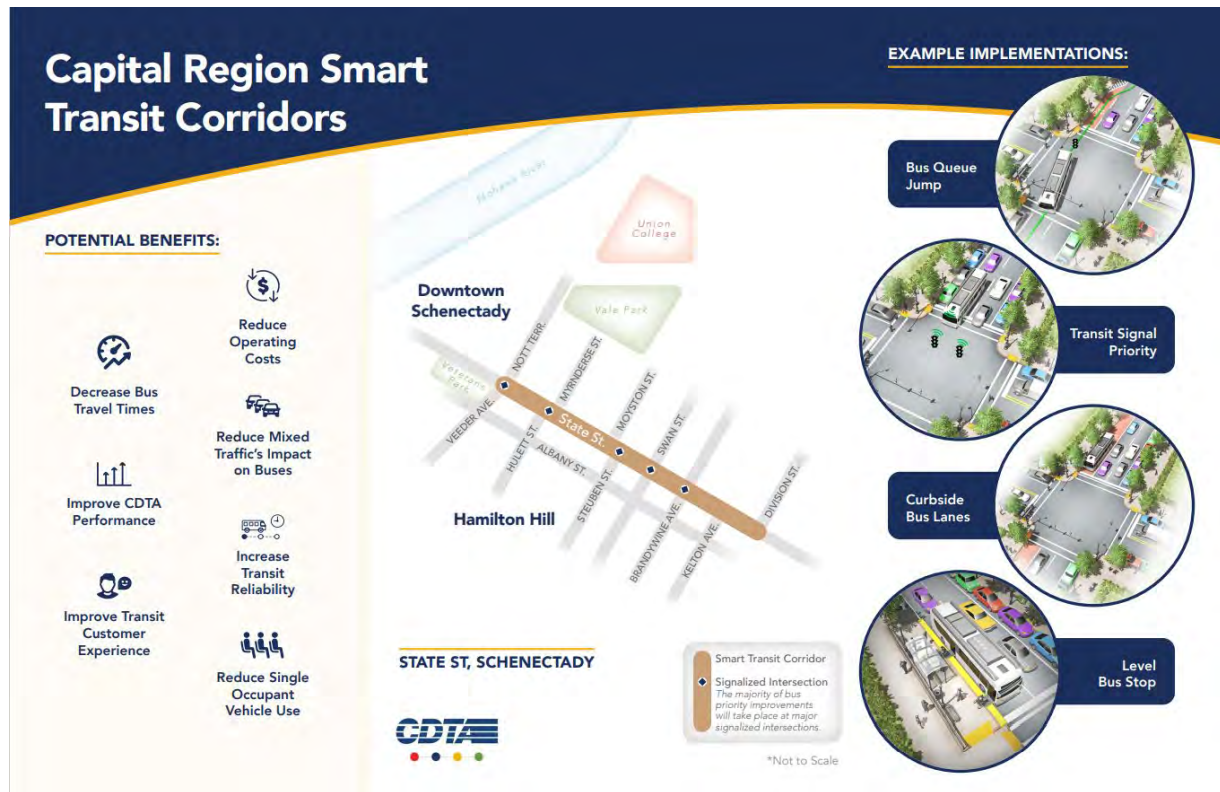 Capital Region Smart
Transit Corridors
POTENTIAL BENEFITS:
Decrease Bus
Travel Times
Improve CDTA
Performance
Improve Transit
Customer
Experience
Reduce
Operating
Costs
Reduce Mixed
Traffic's Impact
on Buses
Increase
Transit
Reliability
Reduce Single
Occupant
Vehicle Use
Mohawk River
Union
College
Downtown
Schenectady
Vale Park
Veterans
Park
NOTT TERR.
MYRNDERSE ST.
MOYSTON ST.
SWAN ST.
State St.
VEEDER AVE.
HULETT ST.
ALBANY ST.
STEUBEN ST.
BRANDYWINE AVE.
KELTON AVE.
DIVISION ST.
Hamilton Hill
STATE ST, SCHENECTADY
CDTA
Smart Transit Corridor
Signalized Intersection
The majority of bus
priority improvements
will take place at major
signalized intersections.
*Not to Scale
EXAMPLE IMPLEMENTATIONS:
Bus Queue
Jump
Transit Signal
Priority
Curbside
Bus Lanes
Level
Bus Stop